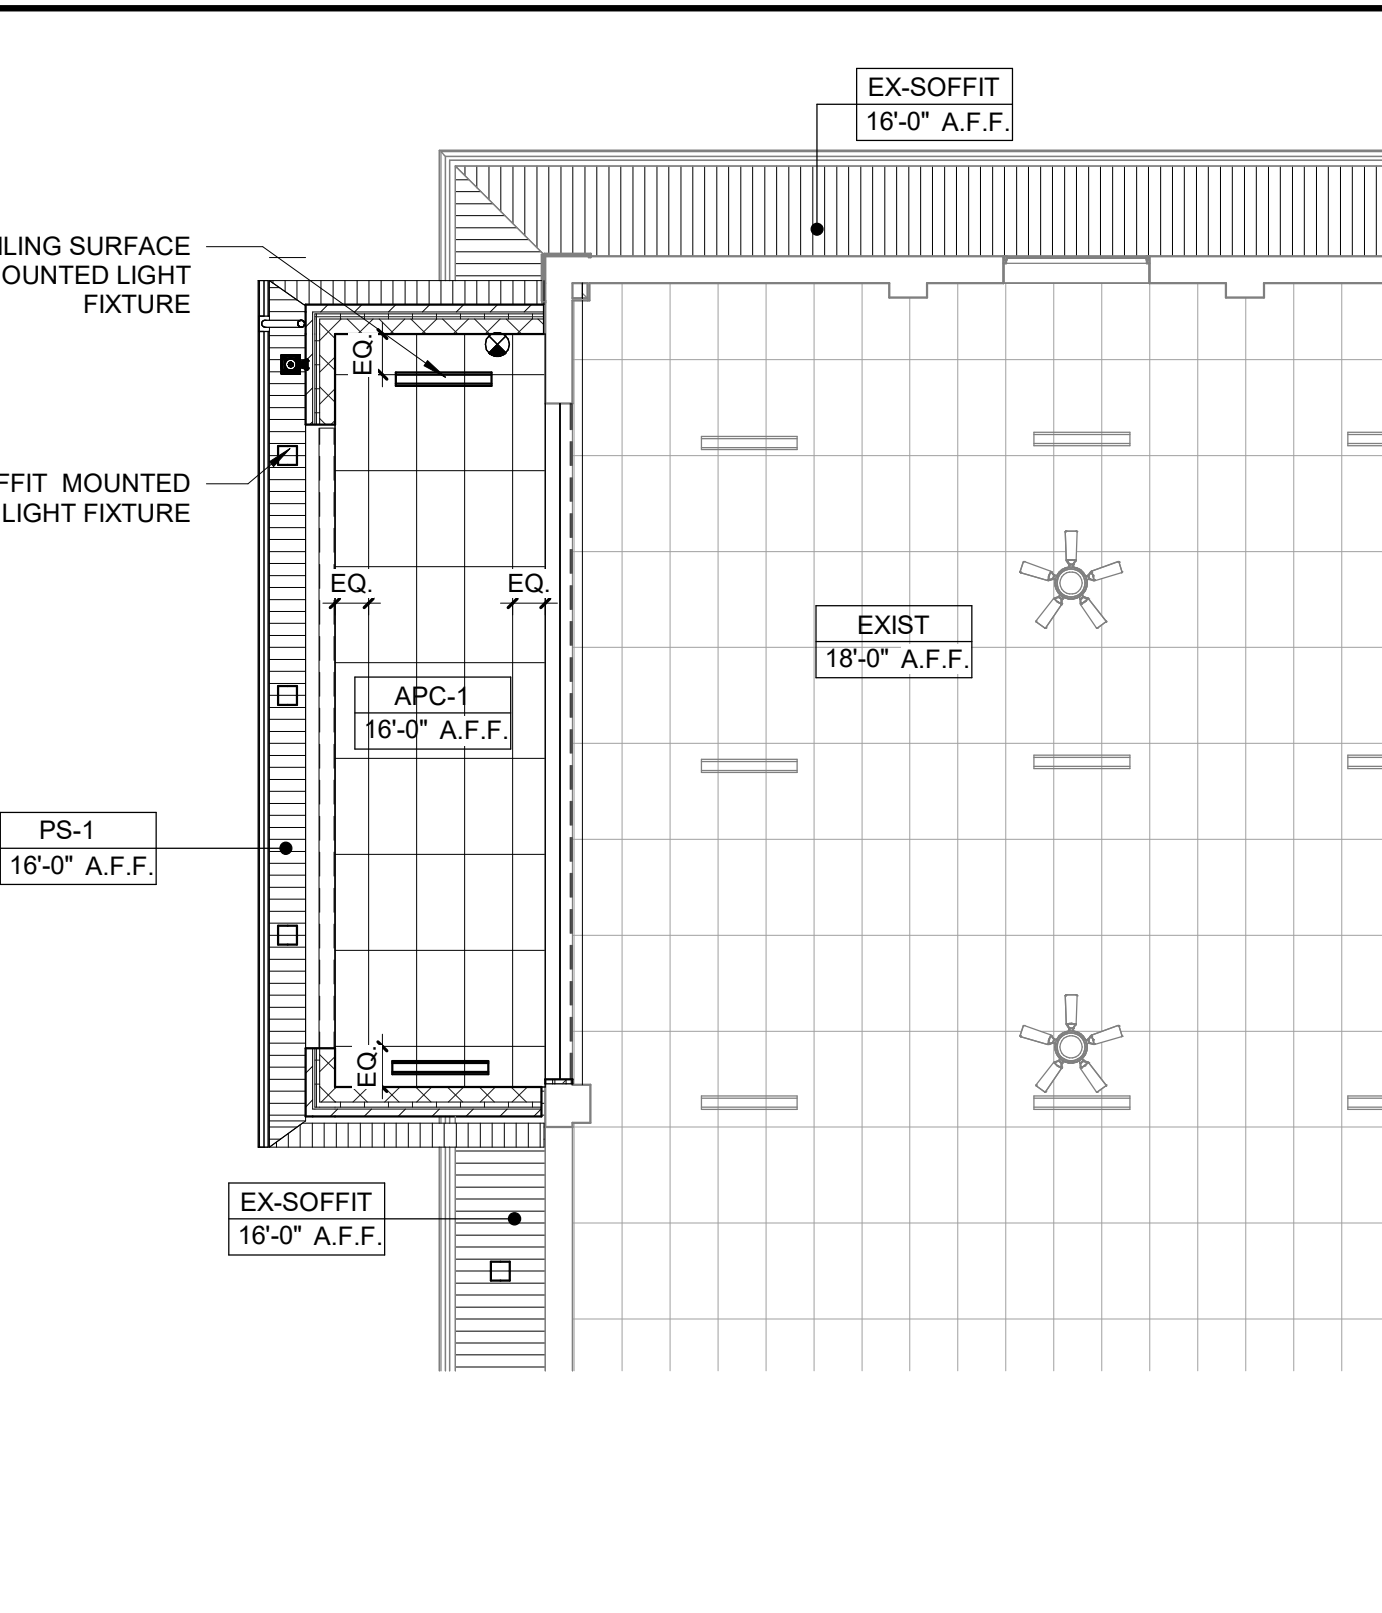 EX-SOFFIT
16'-0" A.F.F.
ILING SURFACE
OUNTED LIGHT
FIXTURE
EQ.
FFIT MOUNTED
LIGHT FIXTURE
EQ.
EQ.
EXIST
18'-0" A.F.F.
APC-1
16'-0" A.F.F.
PS-1
16'-0" A.F.F.
EQ.
EX-SOFFIT
16'-0" A.F.F.